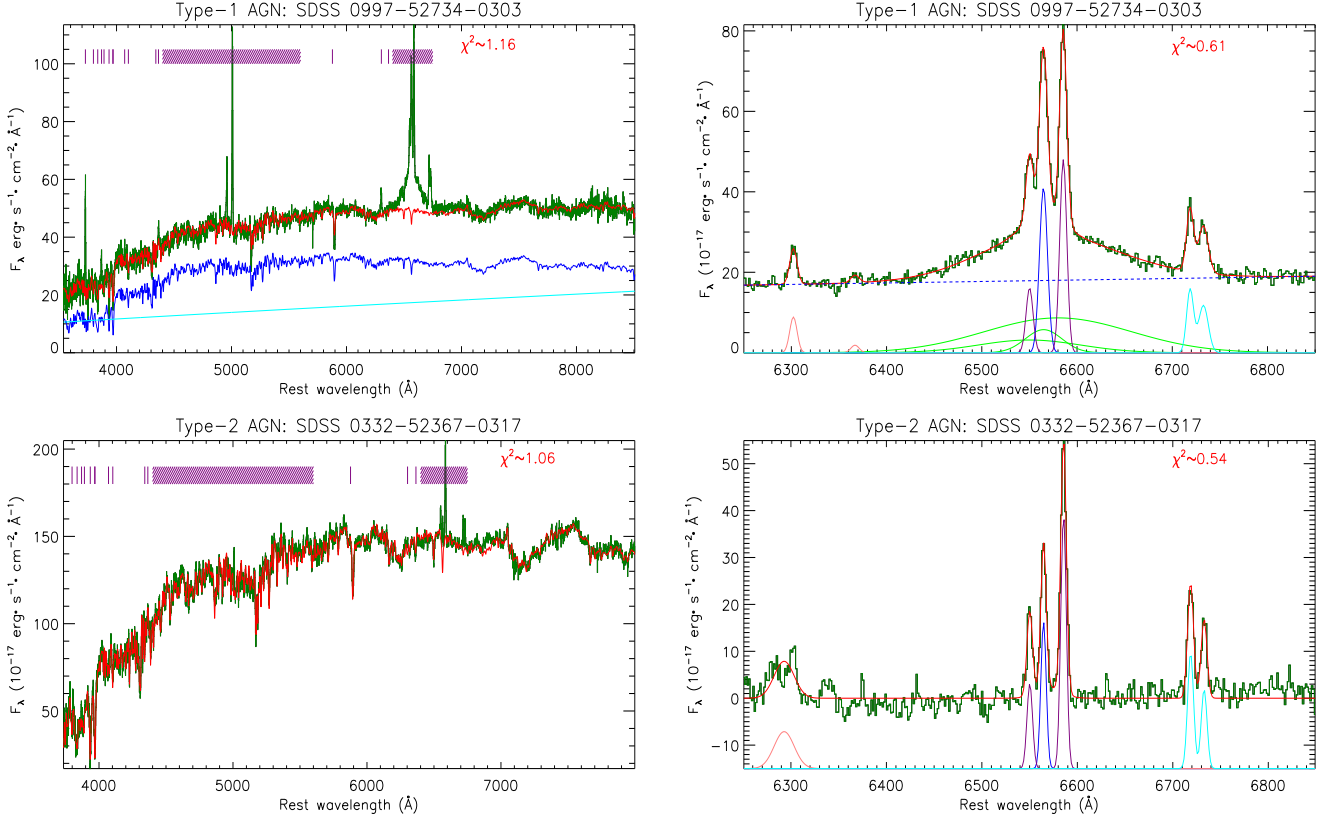 Type-1 AGN: SDSS 0997-52734-0303
χ²~1.16
F_λ erg· s⁻¹· cm⁻²· Å⁻¹)
100
80
60
40
20
0
4000 5000 6000 7000 8000
Rest wavelength (Å)
Type-1 AGN: SDSS 0997-52734-0303
χ²~0.61
F_λ (10⁻¹⁷ erg· s⁻¹· cm⁻²· Å⁻¹)
80
60
40
20
0
6300 6400 6500 6600 6700 6800
Rest wavelength (Å)
Type-2 AGN: SDSS 0332-52367-0317
χ²~1.06
F_λ (10⁻¹⁷ erg· s⁻¹· cm⁻²· Å⁻¹)
200
150
100
50
4000 5000 6000 7000
Rest wavelength (Å)
Type-2 AGN: SDSS 0332-52367-0317
χ²~0.54
F_λ (10⁻¹⁷ erg· s⁻¹· cm⁻²· Å⁻¹)
50
40
30
20
10
0
−10
6300 6400 6500 6600 6700 6800
Rest wavelength (Å)